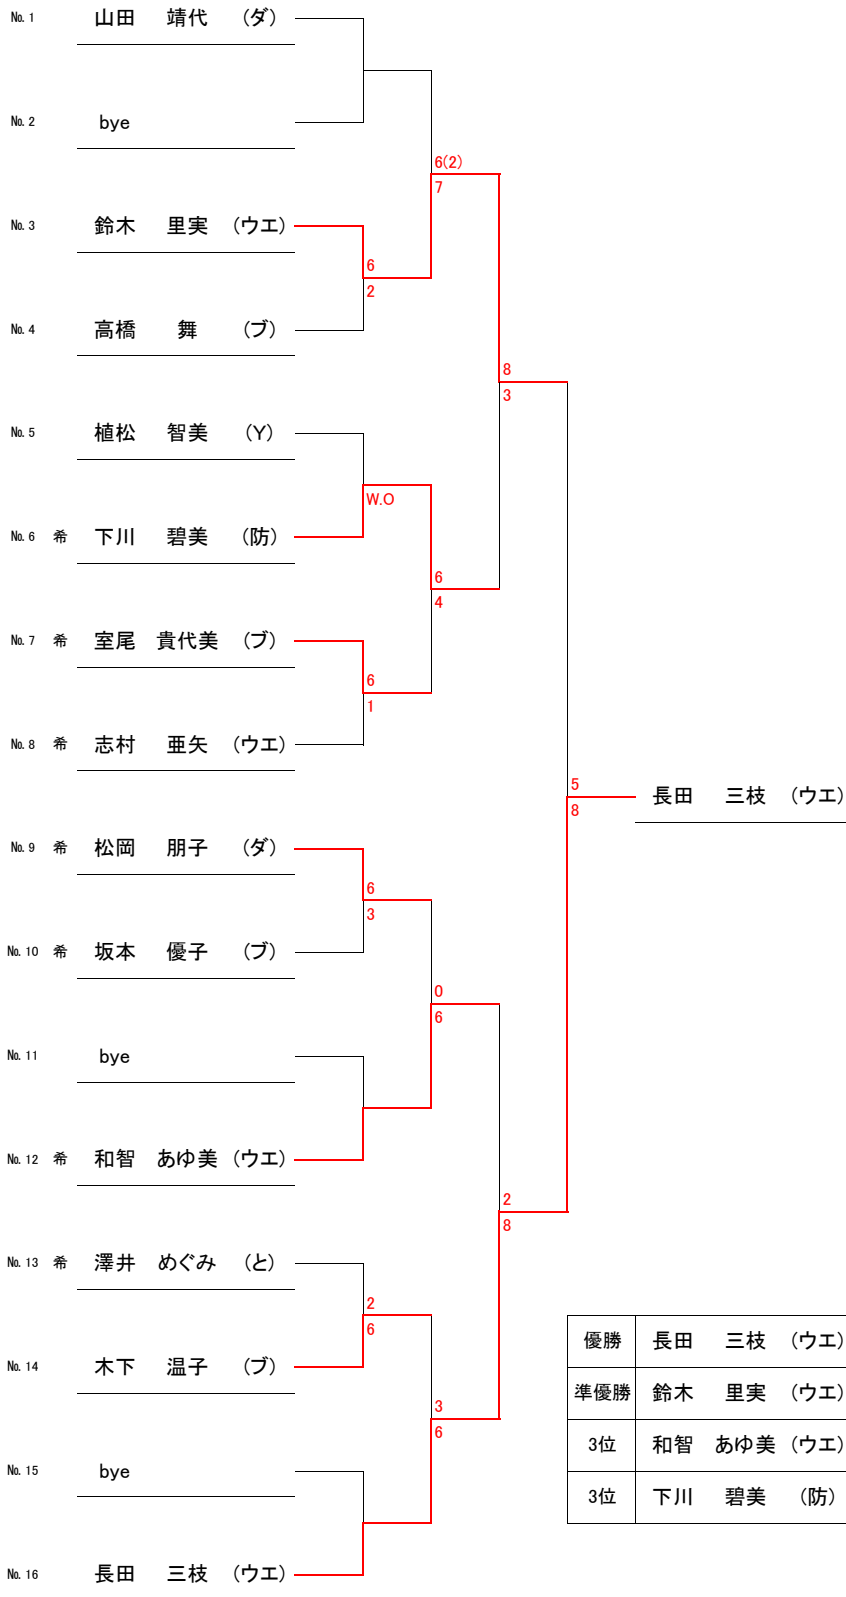 № 1 山田 靖代 (ダ)
№ 2 bye
6(2)
7
№ 3 鈴木 里実 (ウエ)
6
2
№ 4 高橋 舞 (ブ)
8
3
№ 5 植松 智美 (Y)
W.O
№ 6 希 下川 碧美 (防)
6
4
№ 7 希 室尾 貴代美 (ブ)
6
1
№ 8 希 志村 亜矢 (ウエ)
5
長田 三枝 (ウエ)
8
№ 9 希 松岡 朋子 (ダ)
6
3
№ 10 希 坂本 優子 (ブ)
0
6
№ 11 bye
№ 12 希 和智 あゆ美 (ウエ)
2
8
№ 13 希 澤井 めぐみ (と)
2
6
№ 14 木下 温子 (ブ)
3
6
№ 15 bye
№ 16 長田 三枝 (ウエ)
優勝 長田 三枝 (ウエ)
準優勝 鈴木 里実 (ウエ)
3位 和智 あゆ美 (ウエ)
3位 下川 碧美 (防)